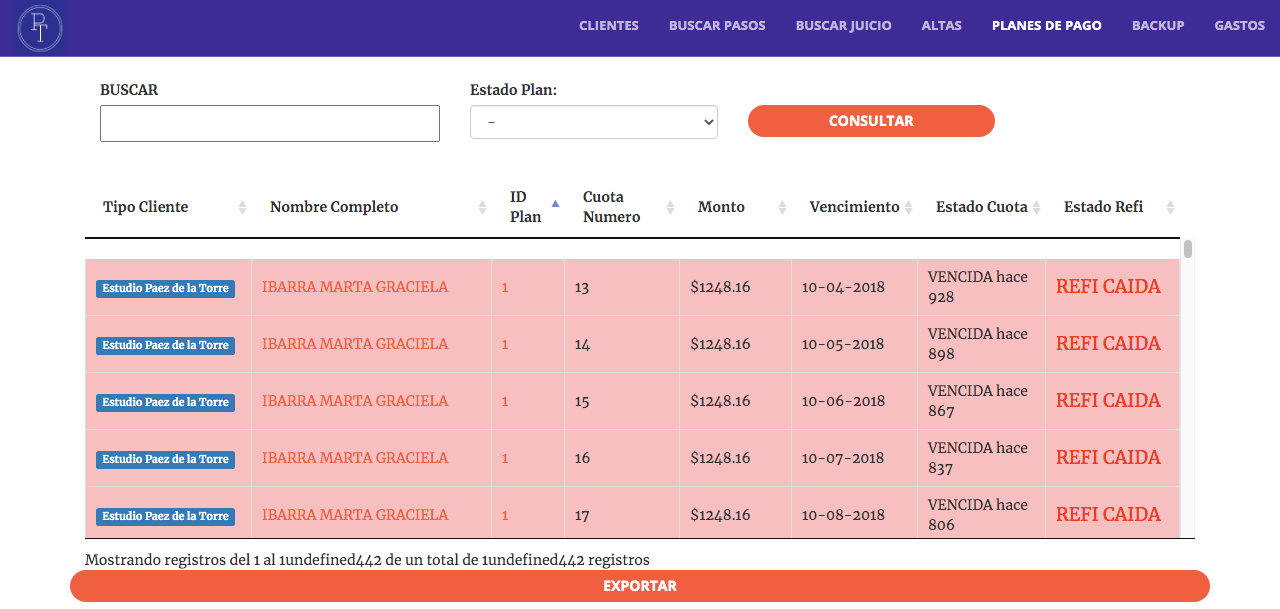 PT
CLIENTES BUSCAR PASOS BUSCAR JUICIO ALTAS PLANES DE PAGO BACKUP GASTOS
BUSCAR Estado Plan:
- CONSULTAR
Tipo Cliente Nombre Completo ID Plan Cuota Numero Monto Vencimiento Estado Cuota Estado Refi
Estudio Paez de la Torre IBARRA MARTA GRACIELA 1 13 $1248.16 10-04-2018 VENCIDA hace 928 REFI CAIDA
Estudio Paez de la Torre IBARRA MARTA GRACIELA 1 14 $1248.16 10-05-2018 VENCIDA hace 898 REFI CAIDA
Estudio Paez de la Torre IBARRA MARTA GRACIELA 1 15 $1248.16 10-06-2018 VENCIDA hace 867 REFI CAIDA
Estudio Paez de la Torre IBARRA MARTA GRACIELA 1 16 $1248.16 10-07-2018 VENCIDA hace 837 REFI CAIDA
Estudio Paez de la Torre IBARRA MARTA GRACIELA 1 17 $1248.16 10-08-2018 VENCIDA hace 806 REFI CAIDA
Mostrando registros del 1 al 1undefined442 de un total de 1undefined442 registros
EXPORTAR